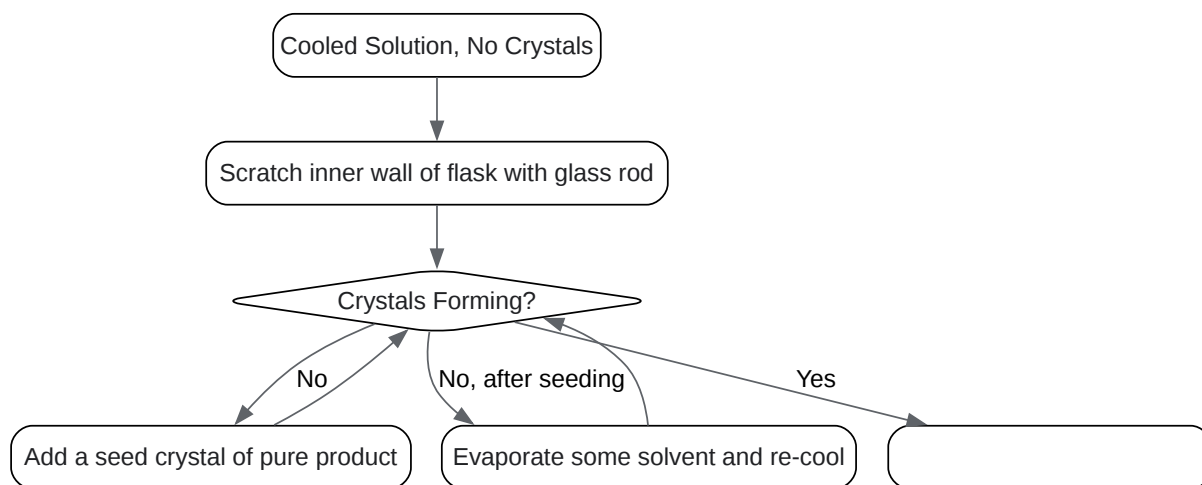 Cooled Solution, No Crystals
Scratch inner wall of flask with glass rod
Crystals Forming?
No
No, after seeding
Yes
Add a seed crystal of pure product
Evaporate some solvent and re-cool